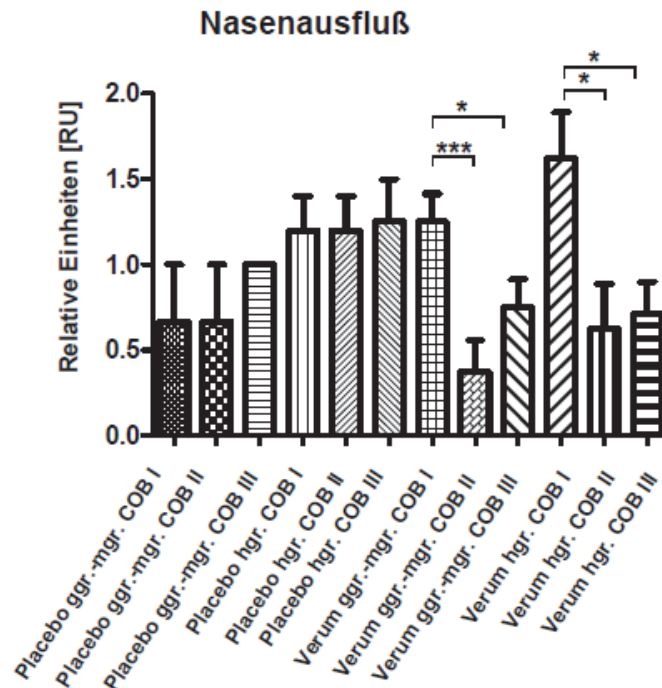 Nasenausfluß
Relative Einheiten [RU]
2.0
1.5
1.0
0.5
0.0
*
***
*
*
Placebo ggr.-mgr. COB I
Placebo ggr.-mgr. COB II
Placebo ggr.-mgr. COB III
Placebo hgr. COB I
Placebo hgr. COB II
Placebo hgr. COB III
Verum ggr.-mgr. COB I
Verum ggr.-mgr. COB II
Verum ggr.-mgr. COB III
Verum hgr. COB I
Verum hgr. COB II
Verum hgr. COB III